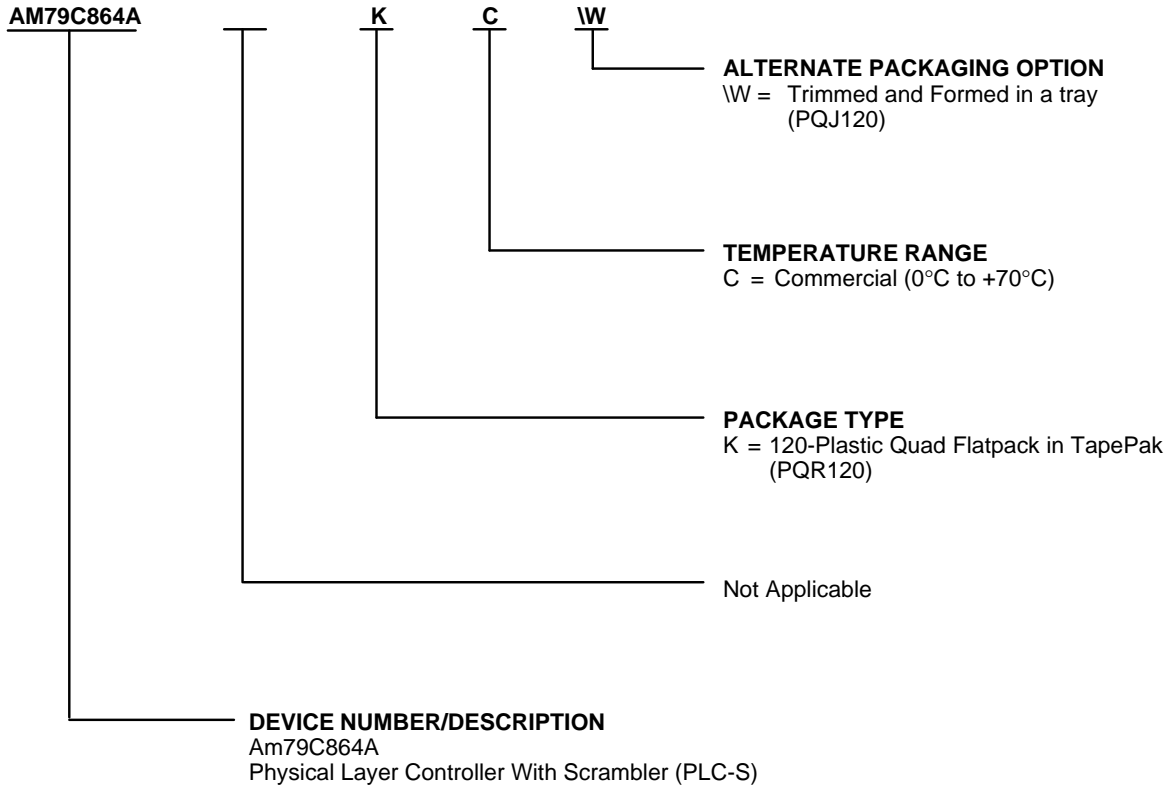 AM79C864A K C \W
ALTERNATE PACKAGING OPTION
\W = Trimmed and Formed in a tray
(PQJ120)
TEMPERATURE RANGE
C = Commercial (0°C to +70°C)
PACKAGE TYPE
K = 120-Plastic Quad Flatpack in TapePak
(PQR120)
Not Applicable
DEVICE NUMBER/DESCRIPTION
Am79C864A
Physical Layer Controller With Scrambler (PLC-S)